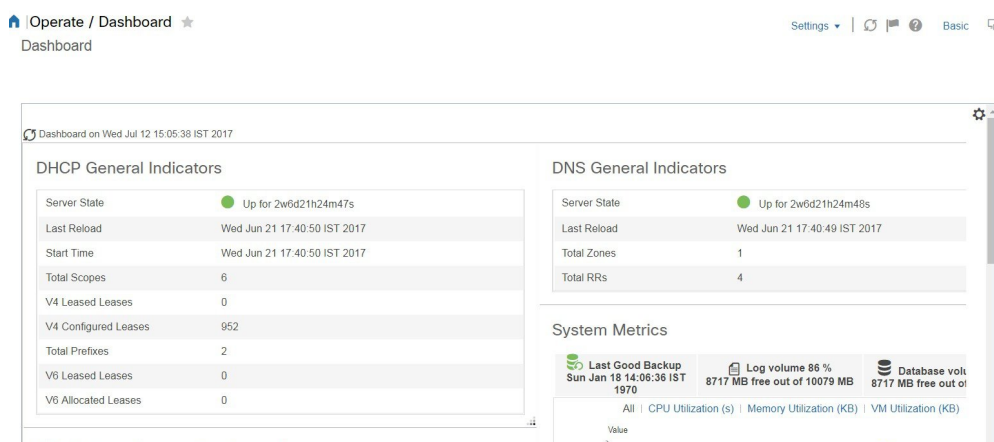 Operate / Dashboard
Settings
Basic
Dashboard
Dashboard on Wed Jul 12 15:05:38 IST 2017
DHCP General Indicators
Server State Up for 2w6d21h24m47s
Last Reload Wed Jun 21 17:40:50 IST 2017
Start Time Wed Jun 21 17:40:50 IST 2017
Total Scopes 6
V4 Leased Leases 0
V4 Configured Leases 952
Total Prefixes 2
V6 Leased Leases 0
V6 Allocated Leases 0
DNS General Indicators
Server State Up for 2w6d21h24m48s
Last Reload Wed Jun 21 17:40:49 IST 2017
Total Zones 1
Total RRs 4
System Metrics
Last Good Backup
Sun Jan 18 14:06:36 IST
1970
Log volume 86 %
8717 MB free out of 10079 MB
Database volu
8717 MB free out of
All | CPU Utilization (s) | Memory Utilization (KB) | VM Utilization (KB)
Value